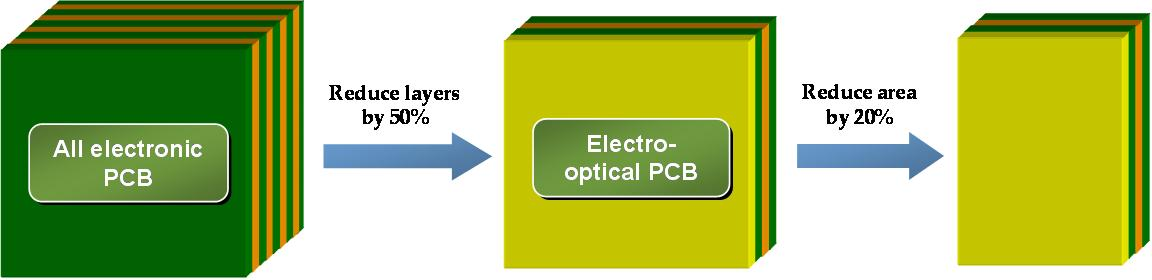 All electronic
PCB
Reduce layers
by 50%
Electro-
optical PCB
Reduce area
by 20%